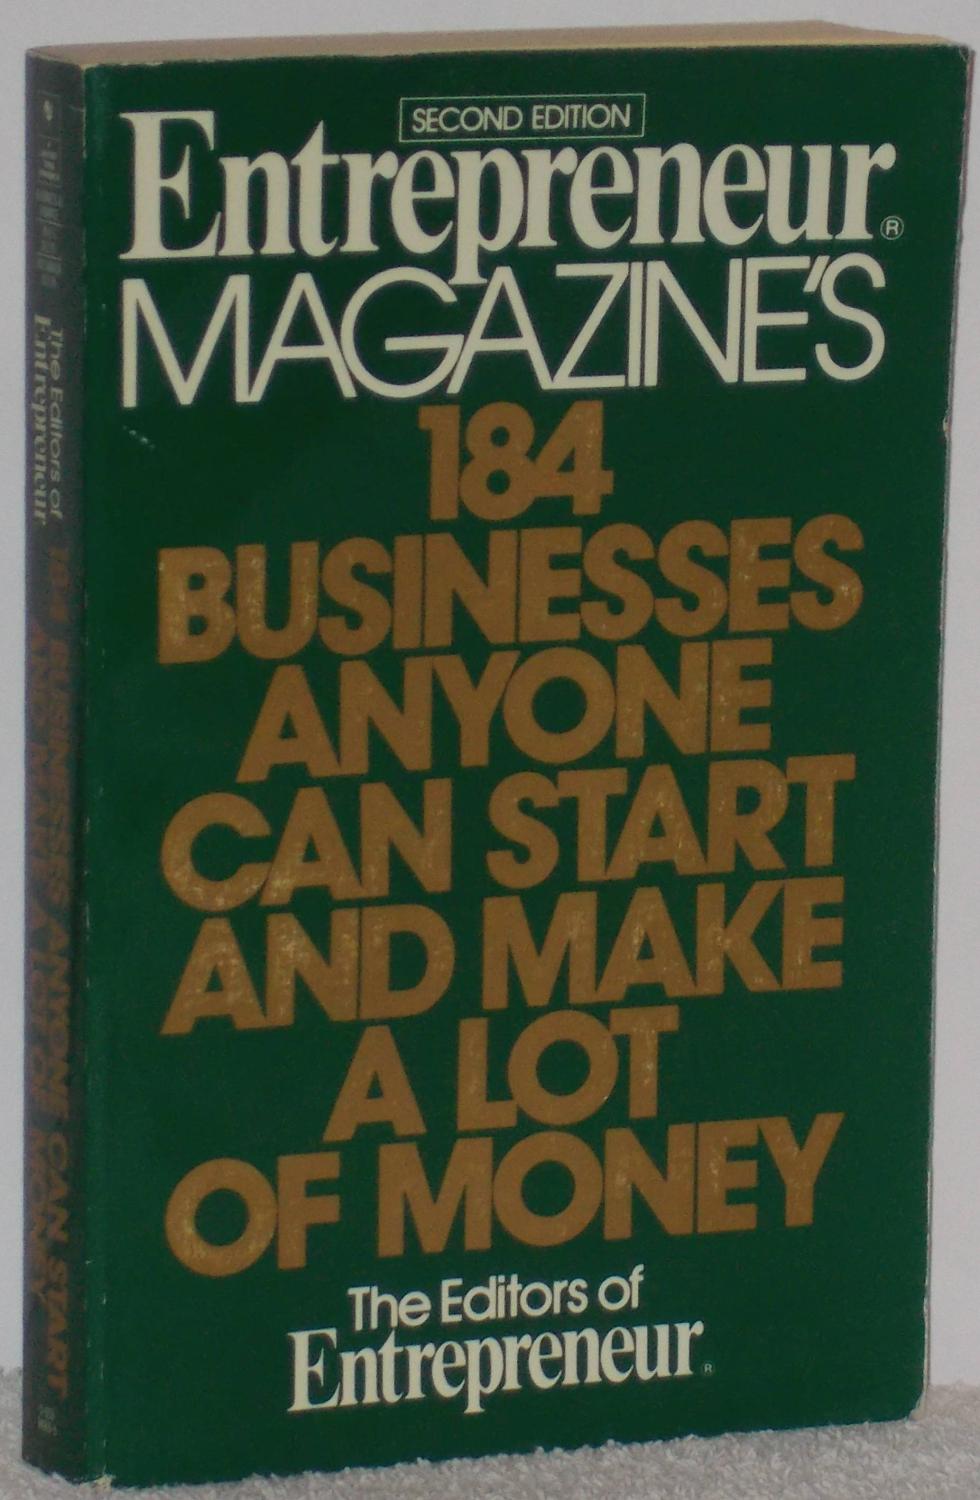 SECOND EDITION
Entrepreneur®
MAGAZINE'S
184
BUSINESSES
ANYONE
CAN START
AND MAKE
A LOT
OF MONEY
The Editors of
Entrepreneur®
The Editors of
Entrepreneur
184 BUSINESSES ANYONE CAN START
AND MAKE A LOT OF MONEY